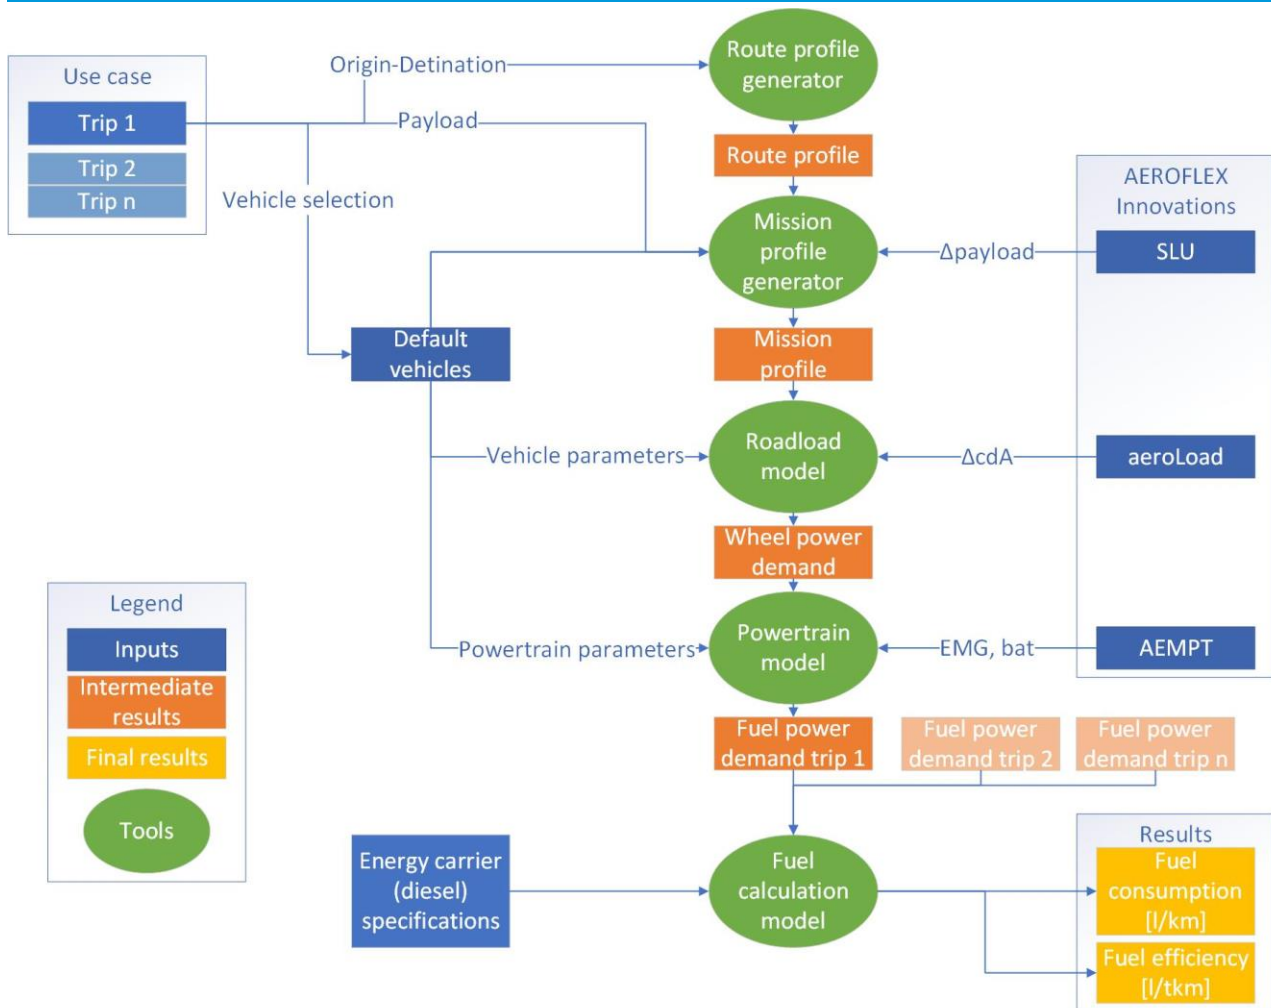 Use case
Trip 1
Trip 2
Trip n
Origin-Detination
Payload
Vehicle selection
Route profile
generator
Route profile
Mission
profile
generator
Mission
profile
Default
vehicles
AEROFLEX
Innovations
Δpayload
SLU
Vehicle parameters
Roadload
model
ΔcdA
aeroLoad
Wheel power
demand
Powertrain parameters
Powertrain
model
EMG, bat
AEMPT
Legend
Inputs
Intermediate
results
Final results
Tools
Fuel power
demand trip 1
Fuel power
demand trip 2
Fuel power
demand trip n
Energy carrier
(diesel)
specifications
Fuel
calculation
model
Results
Fuel
consumption
[l/km]
Fuel efficiency
[l/tkm]